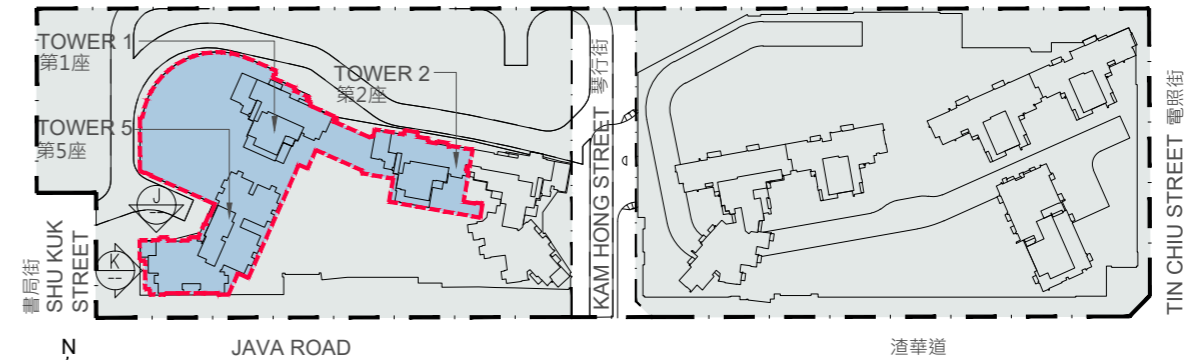 TOWER 1
第1座
TOWER 2
第2座
TOWER 5
第5座
J
--
K
--
書局街
SHU KUK
STREET
琴行街
KAM HONG STREET
電照街
TIN CHIU STREET
N
JAVA ROAD
渣華道